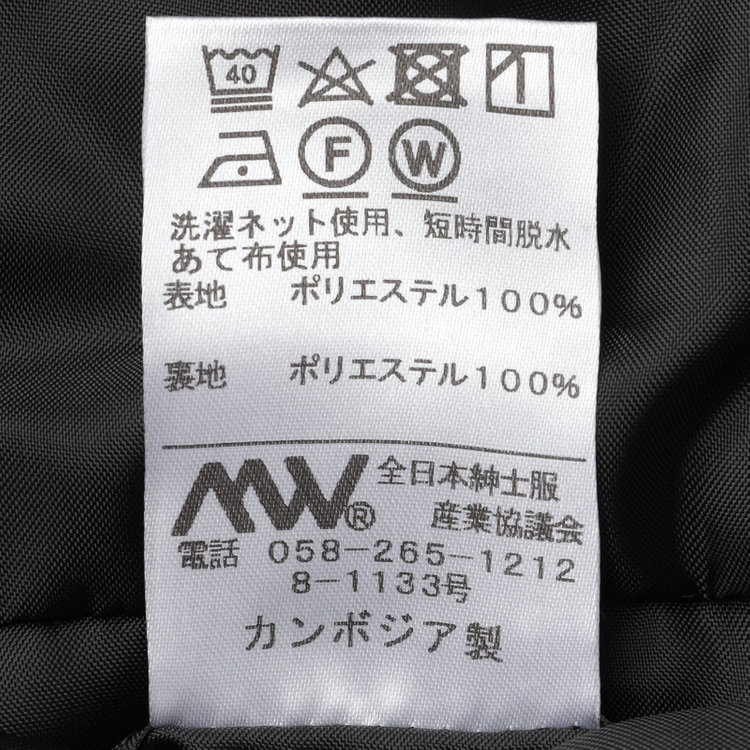 40
F W
洗濯ネット使用、短時間脱水
あて布使用
表地 ポリエステル100%
裏地 ポリエステル100%
MW® 全日本紳士服
産業協議会
電話 058-265-1212
8-1133号
カンボジア製